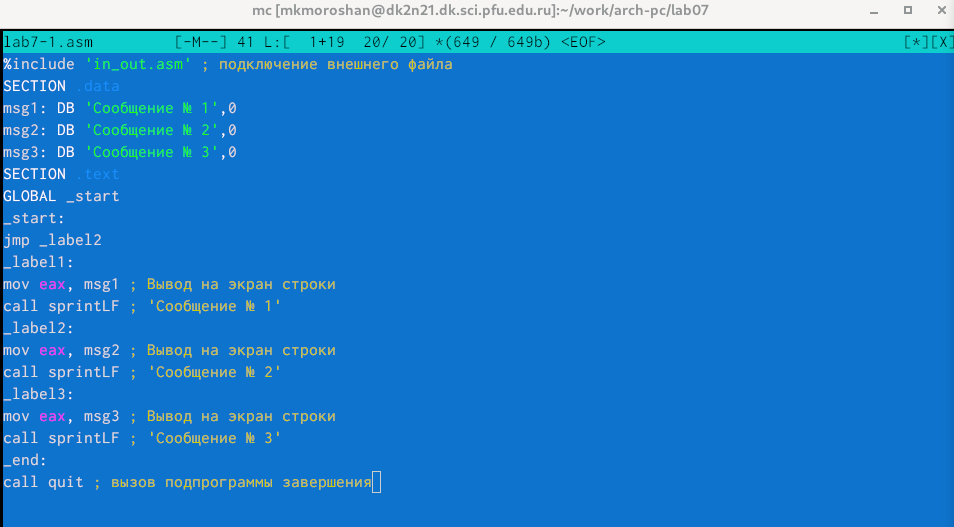 mc [mkmoroshan@dk2n21.dk.sci.pfu.edu.ru]:~/work/arch-pc/lab07
lab7-1.asm [-M--] 41 L:[ 1+19 20/ 20] *(649 / 649b) <EOF> [*][X]
%include 'in_out.asm' ; подключение внешнего файла
SECTION .data
msg1: DB 'Сообщение № 1',0
msg2: DB 'Сообщение № 2',0
msg3: DB 'Сообщение № 3',0
SECTION .text
GLOBAL _start
_start:
jmp _label2
_label1:
mov eax, msg1 ; Вывод на экран строки
call sprintLF ; 'Сообщение № 1'
_label2:
mov eax, msg2 ; Вывод на экран строки
call sprintLF ; 'Сообщение № 2'
_label3:
mov eax, msg3 ; Вывод на экран строки
call sprintLF ; 'Сообщение № 3'
_end:
call quit ; вызов подпрограммы завершения